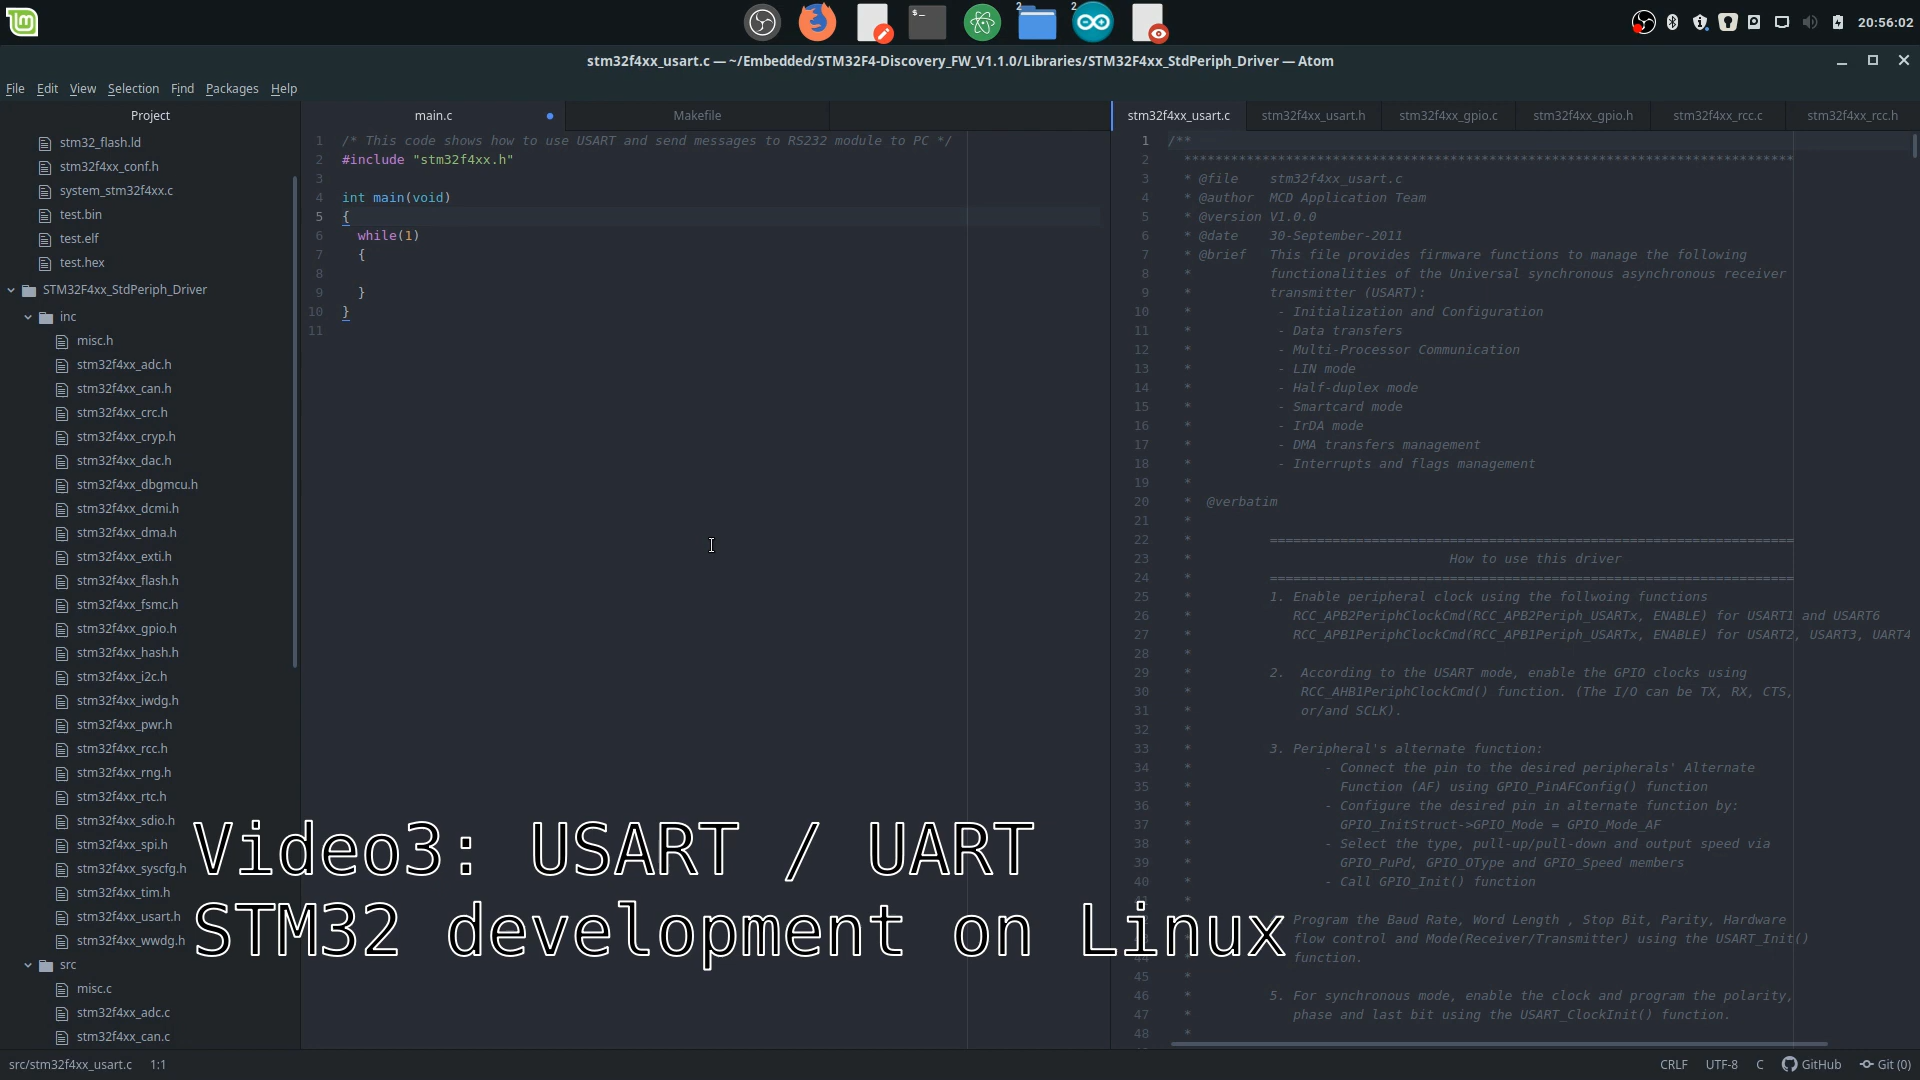 2
2
20:56:02
stm32f4xx_usart.c — ~/Embedded/STM32F4-Discovery_FW_V1.1.0/Libraries/STM32F4xx_StdPeriph_Driver — Atom
File Edit View Selection Find Packages Help
Project
stm32_flash.ld
stm32f4xx_conf.h
system_stm32f4xx.c
test.bin
test.elf
test.hex
STM32F4xx_StdPeriph_Driver
inc
misc.h
stm32f4xx_adc.h
stm32f4xx_can.h
stm32f4xx_crc.h
stm32f4xx_cryp.h
stm32f4xx_dac.h
stm32f4xx_dbgmcu.h
stm32f4xx_dcmi.h
stm32f4xx_dma.h
stm32f4xx_exti.h
stm32f4xx_flash.h
stm32f4xx_fsmc.h
stm32f4xx_gpio.h
stm32f4xx_hash.h
stm32f4xx_i2c.h
stm32f4xx_iwdg.h
stm32f4xx_pwr.h
stm32f4xx_rcc.h
stm32f4xx_rng.h
stm32f4xx_rtc.h
stm32f4xx_sdio.h
stm32f4xx_spi.h
stm32f4xx_syscfg.h
stm32f4xx_tim.h
stm32f4xx_usart.h
stm32f4xx_wwdg.h
src
misc.c
stm32f4xx_adc.c
stm32f4xx_can.c
main.c Makefile
1 /* This code shows how to use USART and send messages to RS232 module to PC */
2 #include "stm32f4xx.h"
3
4 int main(void)
5 {
6 while(1)
7 {
8
9 }
10 }
11
stm32f4xx_usart.c stm32f4xx_usart.h stm32f4xx_gpio.c stm32f4xx_gpio.h stm32f4xx_rcc.c stm32f4xx_rcc.h
1 /**
2 ******************************************************************************
3 * @file stm32f4xx_usart.c
4 * @author MCD Application Team
5 * @version V1.0.0
6 * @date 30-September-2011
7 * @brief This file provides firmware functions to manage the following
8 * functionalities of the Universal synchronous asynchronous receiver
9 * transmitter (USART):
10 * - Initialization and Configuration
11 * - Data transfers
12 * - Multi-Processor Communication
13 * - LIN mode
14 * - Half-duplex mode
15 * - Smartcard mode
16 * - IrDA mode
17 * - DMA transfers management
18 * - Interrupts and flags management
19 *
20 * @verbatim
21 *
22 * ===================================================================
23 * How to use this driver
24 * ===================================================================
25 * 1. Enable peripheral clock using the follwoing functions
26 * RCC_APB2PeriphClockCmd(RCC_APB2Periph_USARTx, ENABLE) for USART1 and USART6
27 * RCC_APB1PeriphClockCmd(RCC_APB1Periph_USARTx, ENABLE) for USART2, USART3, UART4
28 *
29 * 2. According to the USART mode, enable the GPIO clocks using
30 * RCC_AHB1PeriphClockCmd() function. (The I/O can be TX, RX, CTS,
31 * or/and SCLK).
32 *
33 * 3. Peripheral's alternate function:
34 * - Connect the pin to the desired peripherals' Alternate
35 * Function (AF) using GPIO_PinAFConfig() function
36 * - Configure the desired pin in alternate function by:
37 * GPIO_InitStruct->GPIO_Mode = GPIO_Mode_AF
38 * - Select the type, pull-up/pull-down and output speed via
39 * GPIO_PuPd, GPIO_OType and GPIO_Speed members
40 * - Call GPIO_Init() function
*
Program the Baud Rate, Word Length , Stop Bit, Parity, Hardware
flow control and Mode(Receiver/Transmitter) using the USART_Init()
44 function.
45 *
46 * 5. For synchronous mode, enable the clock and program the polarity,
47 * phase and last bit using the USART_ClockInit() function.
48 *
Video3: USART / UART
STM32 development on Linux
src/stm32f4xx_usart.c 1:1
CRLF UTF-8 C GitHub Git (0)